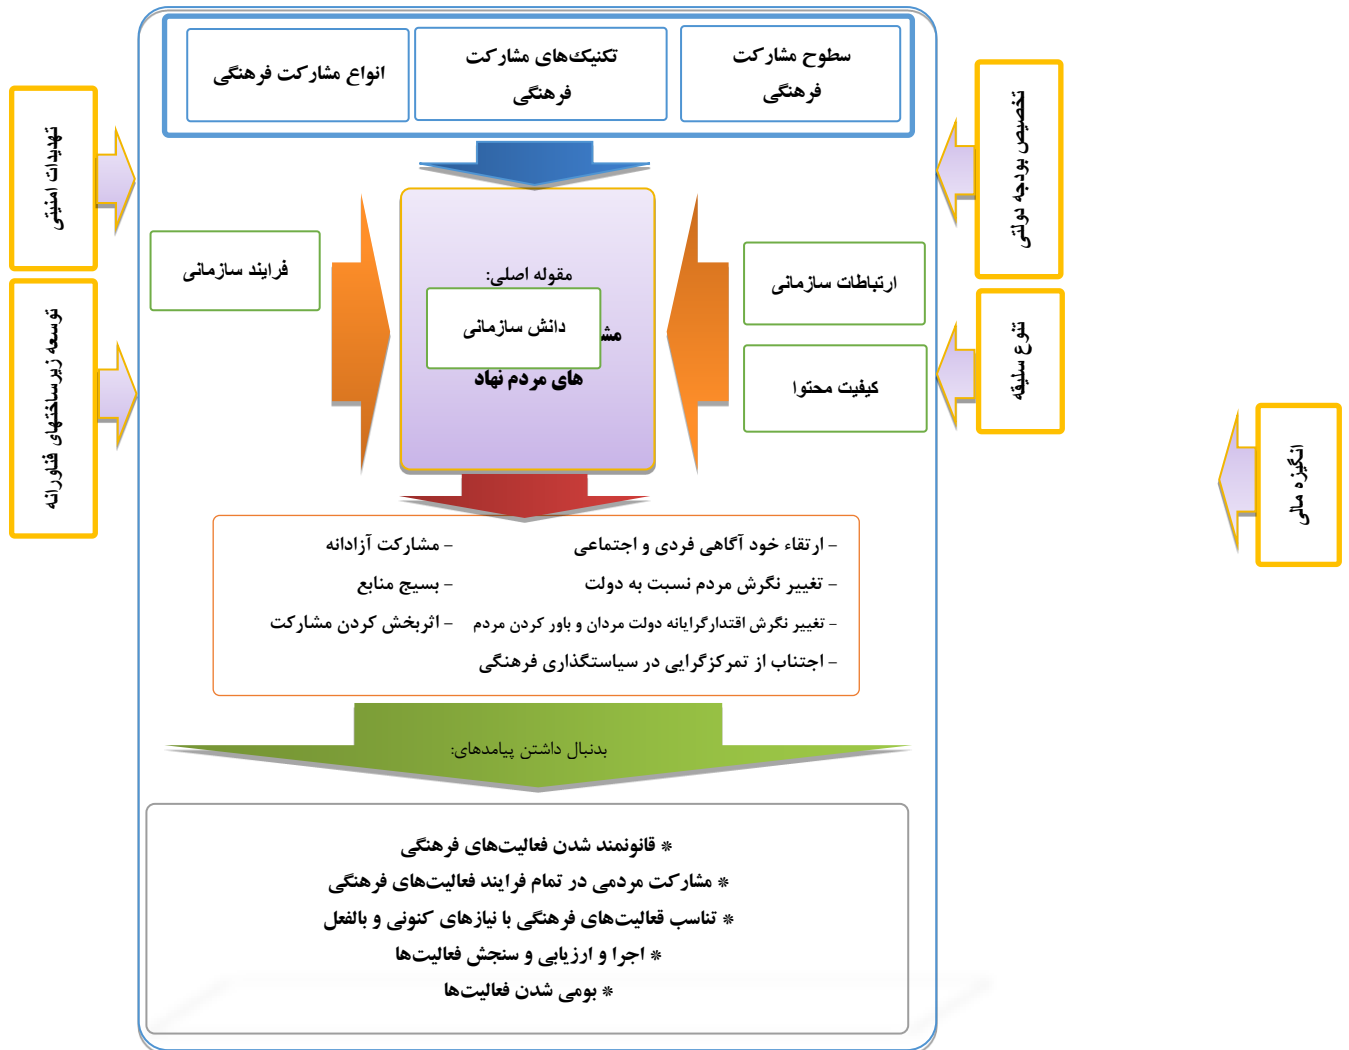 سطوح مشارکت
فرهنگی
تکنیک‌های مشارکت
فرهنگی
انواع مشارکت فرهنگی
تخصیص بودجه دولتی
تهدیدات امنیتی
ارتباطات سازمانی
مقوله اصلی:
دانش سازمانی
های مردم نهاد
فرایند سازمانی
کیفیت محتوا
تنوع سلیقه
توسعه زیرساختهای فناورانه
انگیزه مالی
- ارتقاء خود آگاهی فردی و اجتماعی - مشارکت آزادانه
- تغییر نگرش مردم نسبت به دولت - بسیج منابع
- تغییر نگرش اقتدارگرایانه دولت مردان و باور کردن مردم - اثربخش کردن مشارکت
- اجتناب از تمرکزگرایی در سیاستگذاری فرهنگی
بدنبال داشتن پیامدهای:
* قانونمند شدن فعالیت‌های فرهنگی
* مشارکت مردمی در تمام فرایند فعالیت‌های فرهنگی
* تناسب قعالیت‌های فرهنگی با نیازهای کنونی و بالفعل
* اجرا و ارزیابی و سنجش فعالیت‌ها
* بومی شدن فعالیت‌ها